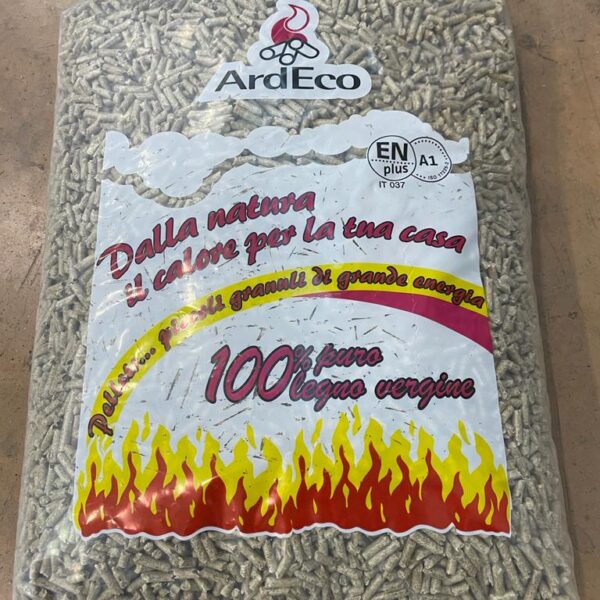 ArdEco
EN
plus
A1
IT 037
Dalla natura
il calore per la tua casa
Pellets... piccoli granuli di grande energia
100% puro
legno vergine